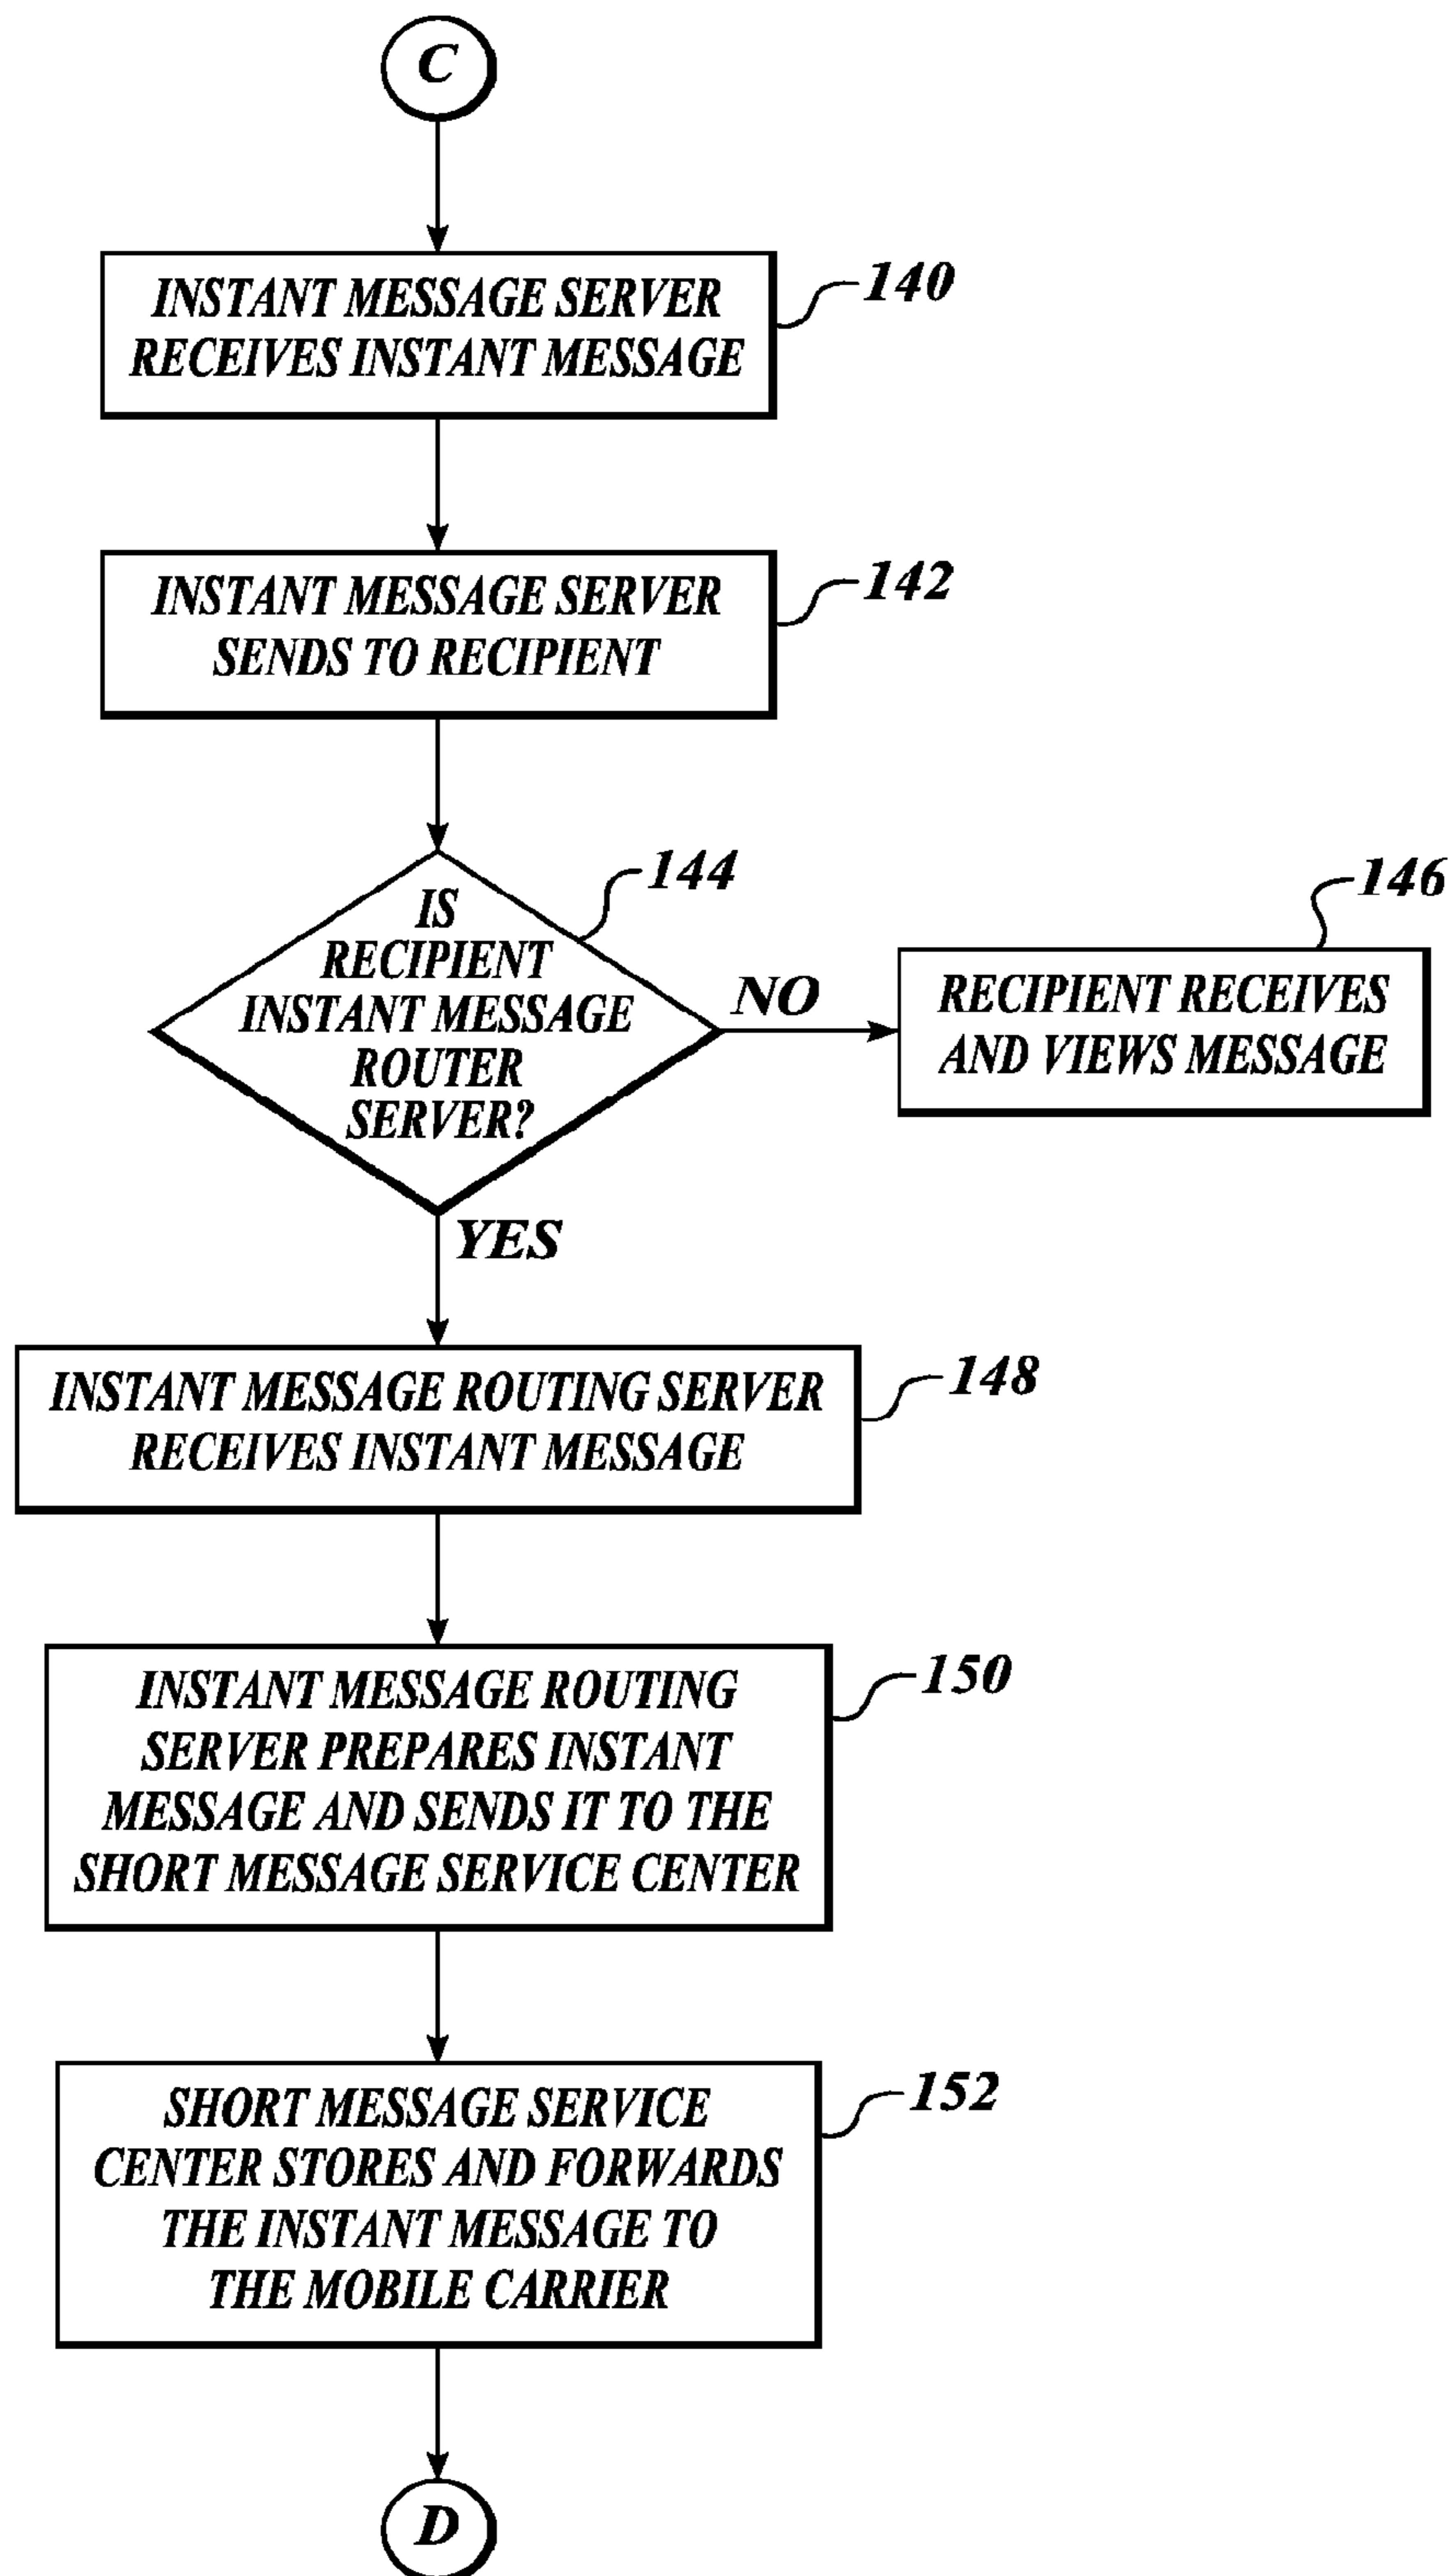 C
INSTANT MESSAGE SERVER
RECEIVES INSTANT MESSAGE
140
INSTANT MESSAGE SERVER
SENDS TO RECIPIENT
142
IS
RECIPIENT
INSTANT MESSAGE
ROUTER
SERVER?
144
NO
RECIPIENT RECEIVES
AND VIEWS MESSAGE
146
YES
INSTANT MESSAGE ROUTING SERVER
RECEIVES INSTANT MESSAGE
148
INSTANT MESSAGE ROUTING
SERVER PREPARES INSTANT
MESSAGE AND SENDS IT TO THE
SHORT MESSAGE SERVICE CENTER
150
SHORT MESSAGE SERVICE
CENTER STORES AND FORWARDS
THE INSTANT MESSAGE TO
THE MOBILE CARRIER
152
D